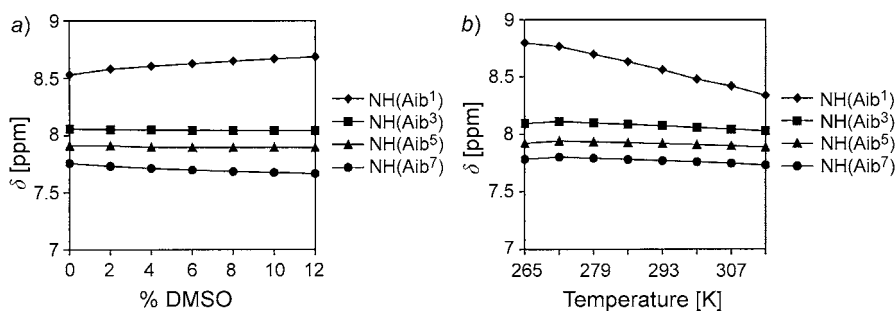 a)
9
8.5
8
7.5
7
δ [ppm]
0 2 4 6 8 10 12
% DMSO
NH(Aib¹)
NH(Aib³)
NH(Aib⁵)
NH(Aib⁷)
b)
9
8.5
8
7.5
7
δ [ppm]
265 279 293 307
Temperature [K]
NH(Aib¹)
NH(Aib³)
NH(Aib⁵)
NH(Aib⁷)